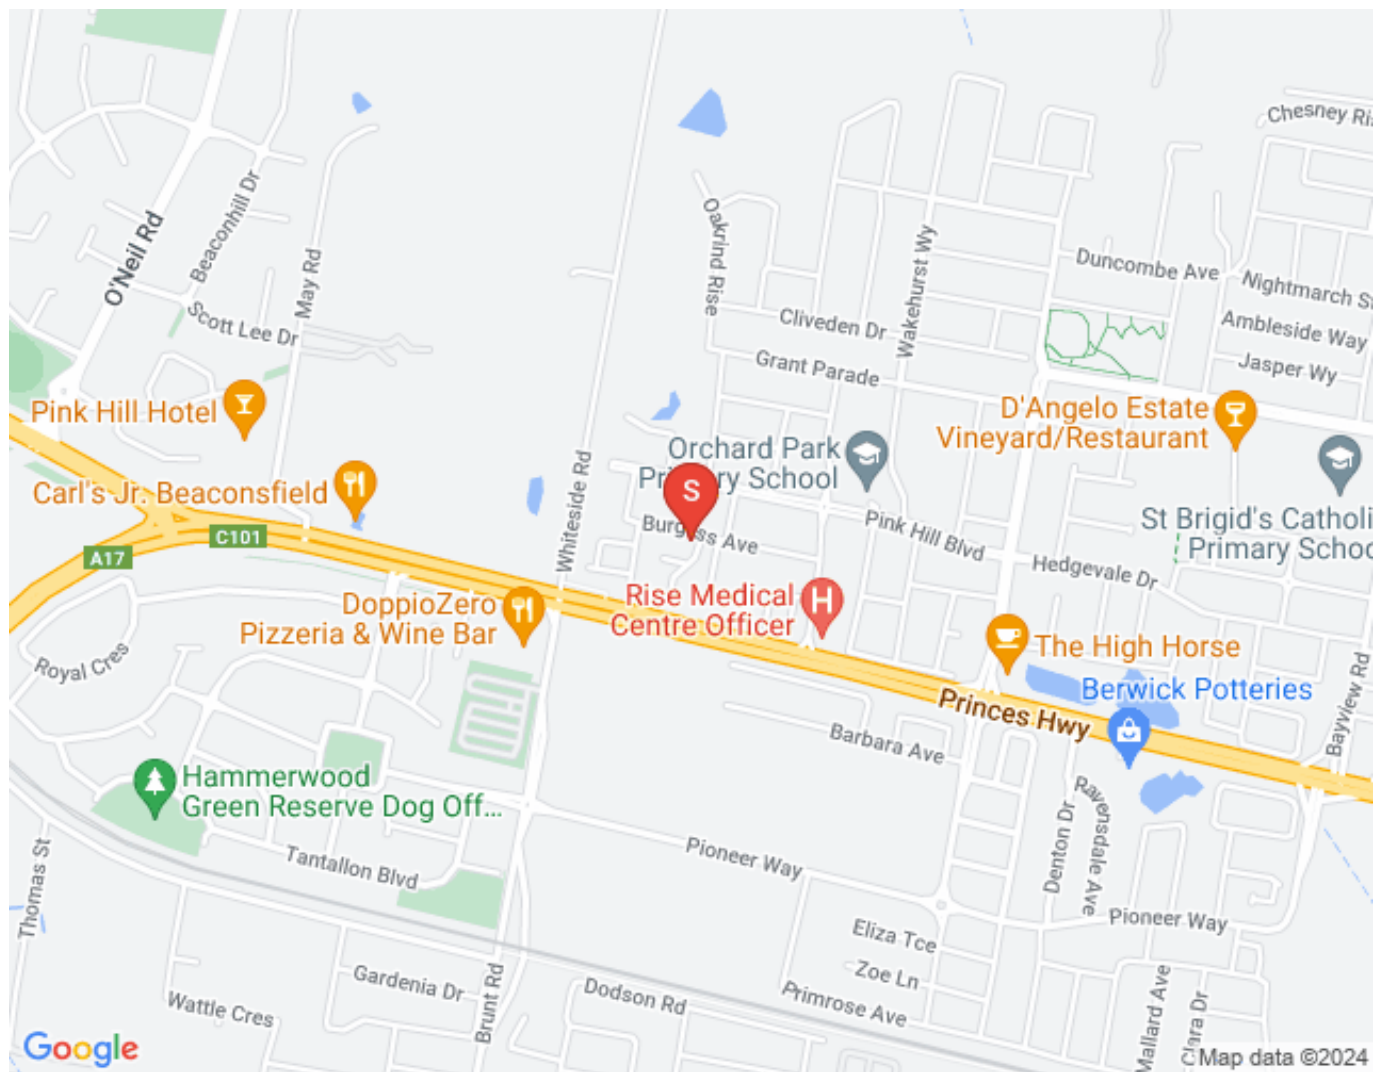 Chesney Ris
Oakrind Rise
O'Neil Rd
Beaconhill Dr
May Rd
Wakehurst Wy
Duncombe Ave
Nightmarch St
Scott Lee Dr
Cliveden Dr
Ambleside Way
Grant Parade
Jasper Wy
Pink Hill Hotel
D'Angelo Estate
Vineyard/Restaurant
Orchard Park
Primary School
S
Carl's Jr. Beaconsfield
Whiteside Rd
Burgess Ave
Pink Hill Blvd
St Brigid's Catholi
Primary Schoo
C101
A17
Hedgevale Dr
DoppioZero
Pizzeria & Wine Bar
Rise Medical
Centre Officer
H
The High Horse
Royal Cres
Berwick Potteries
Princes Hwy
Bayview Rd
Barbara Ave
Hammerwood
Green Reserve Dog Off...
Ravensdale Ave
Denton Dr
Thomas St
Tantallon Blvd
Pioneer Way
Pioneer Way
Eliza Tce
Zoe Ln
Gardenia Dr
Brunt Rd
Dodson Rd
Primrose Ave
Wattle Cres
Mallard Ave
Clara Dr
Google
Map data ©2024